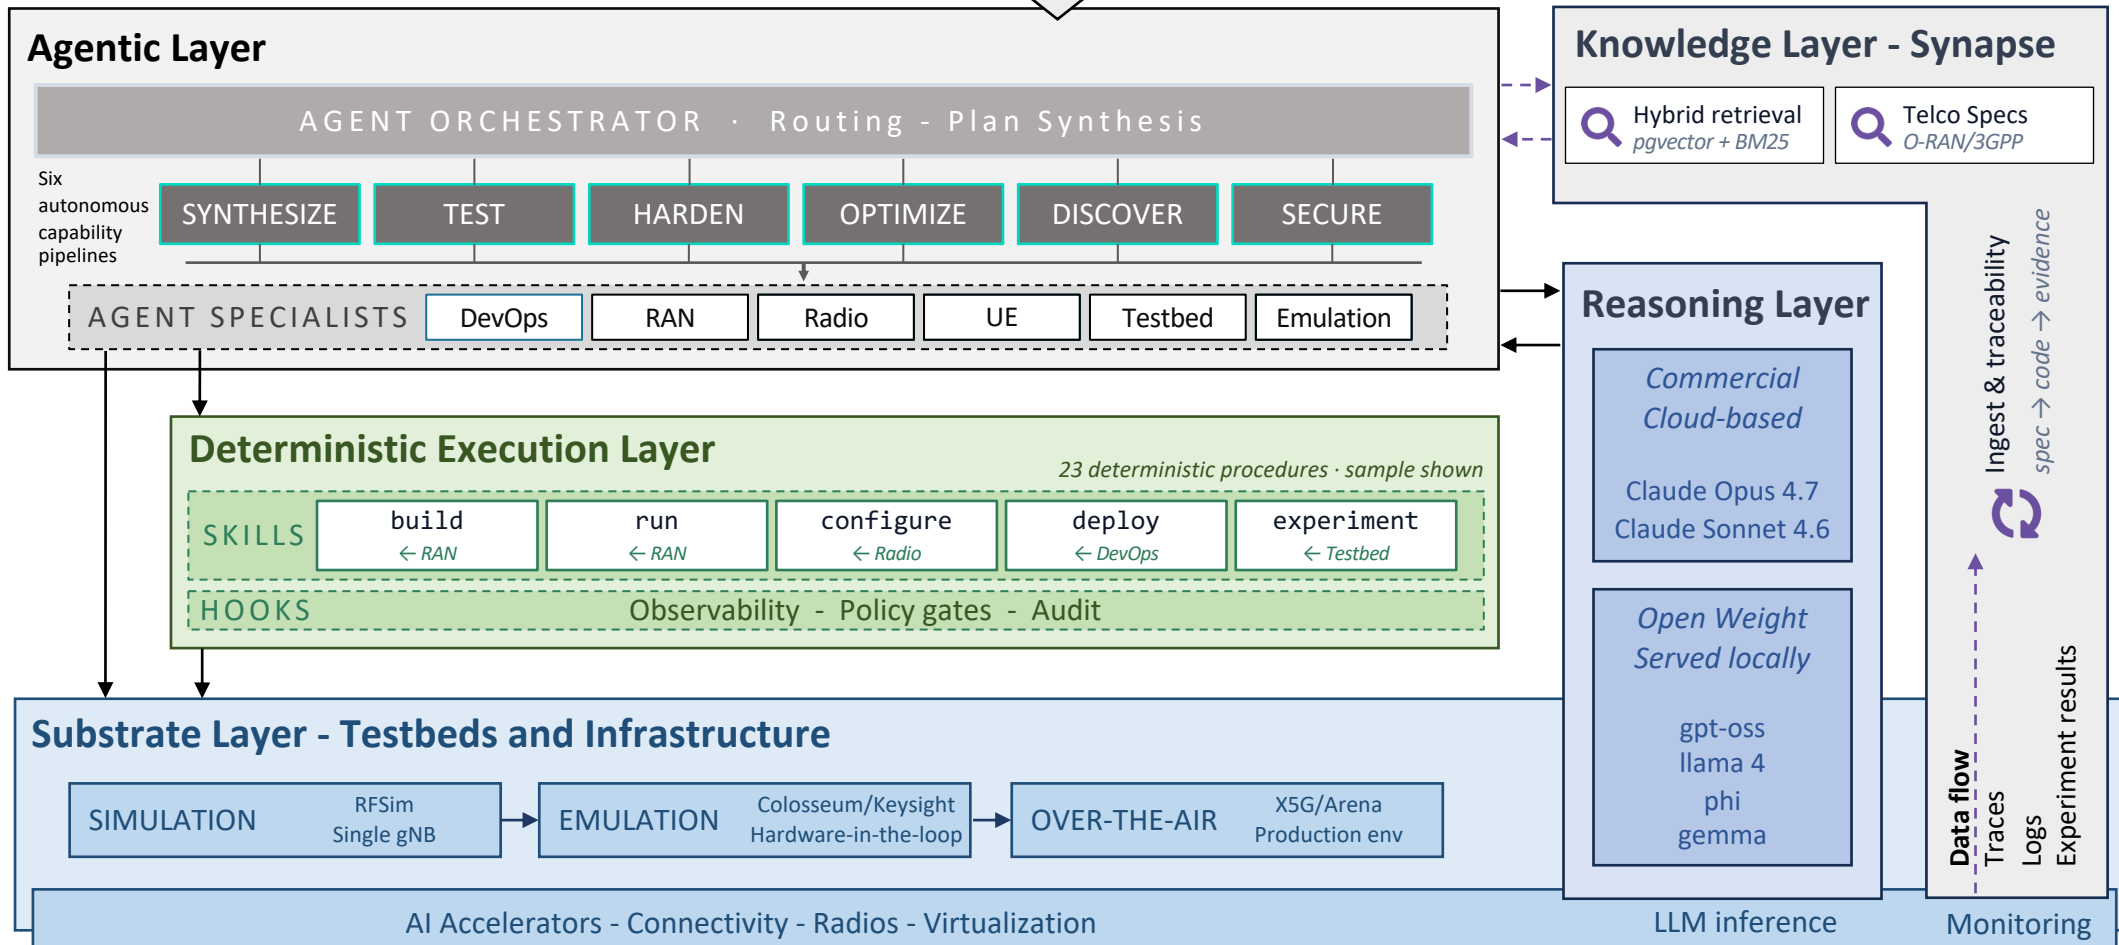 Agentic Layer
AGENT ORCHESTRATOR · Routing - Plan Synthesis
Six
autonomous
capability
pipelines
SYNTHESIZE
TEST
HARDEN
OPTIMIZE
DISCOVER
SECURE
AGENT SPECIALISTS
DevOps
RAN
Radio
UE
Testbed
Emulation
Knowledge Layer - Synapse
Hybrid retrieval
pgvector + BM25
Telco Specs
O-RAN/3GPP
Ingest & traceability
spec → code → evidence
Data flow
Traces
Logs
Experiment results
Reasoning Layer
Commercial
Cloud-based
Claude Opus 4.7
Claude Sonnet 4.6
Open Weight
Served locally
gpt-oss
llama 4
phi
gemma
Deterministic Execution Layer
23 deterministic procedures · sample shown
SKILLS
build
← RAN
run
← RAN
configure
← Radio
deploy
← DevOps
experiment
← Testbed
HOOKS
Observability - Policy gates - Audit
Substrate Layer - Testbeds and Infrastructure
SIMULATION
RFSim
Single gNB
EMULATION
Colosseum/Keysight
Hardware-in-the-loop
OVER-THE-AIR
X5G/Arena
Production env
AI Accelerators - Connectivity - Radios - Virtualization
LLM inference
Monitoring